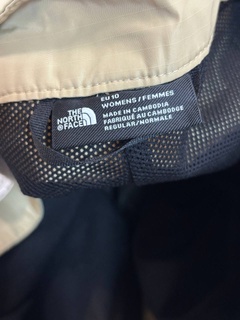 THE
NORTH
FACE
EU 10
WOMENS / FEMMES
MADE IN CAMBODIA
FABRIQUÉ AU CAMBODGE
REGULAR/NORMALE